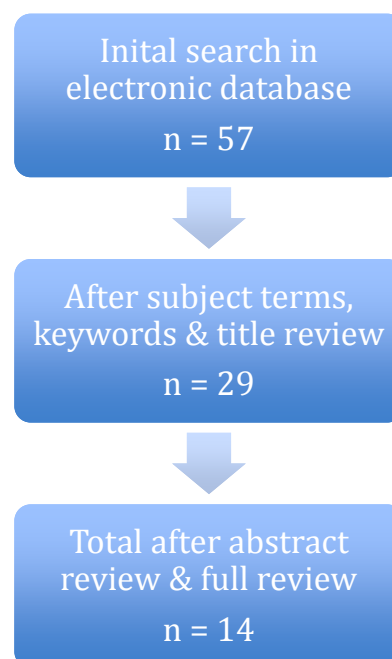 Inital search in
electronic database
n = 57
After subject terms,
keywords & title review
n = 29
Total after abstract
review & full review
n = 14